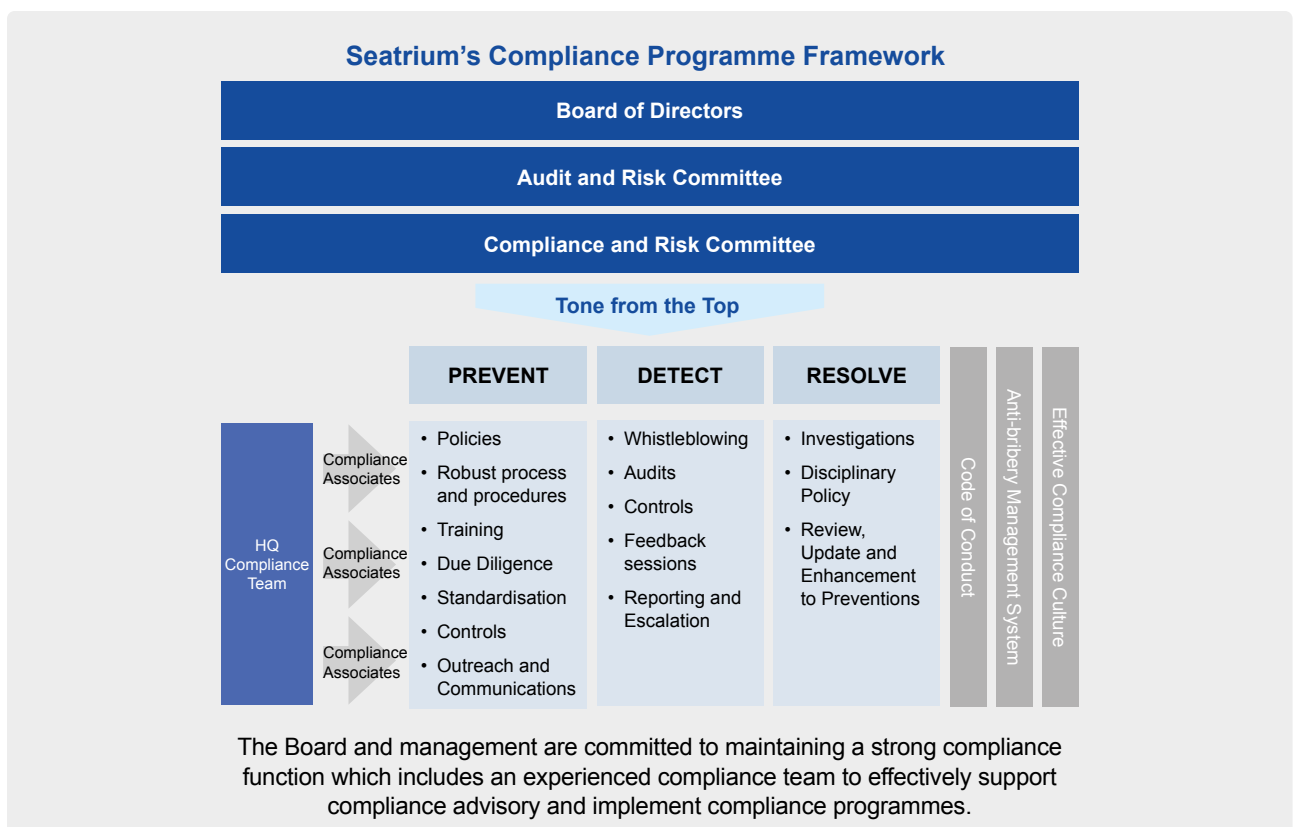 Seatrium's Compliance Programme Framework
Board of Directors
Audit and Risk Committee
Compliance and Risk Committee
Tone from the Top
HQ
Compliance
Team
Compliance
Associates
Compliance
Associates
Compliance
Associates
PREVENT
• Policies
• Robust process
and procedures
• Training
• Due Diligence
• Standardisation
• Controls
• Outreach and
Communications
DETECT
• Whistleblowing
• Audits
• Controls
• Feedback
sessions
• Reporting and
Escalation
RESOLVE
• Investigations
• Disciplinary
Policy
• Review,
Update and
Enhancement
to Preventions
Code of Conduct
Anti-bribery Management System
Effective Compliance Culture
The Board and management are committed to maintaining a strong compliance
function which includes an experienced compliance team to effectively support
compliance advisory and implement compliance programmes.